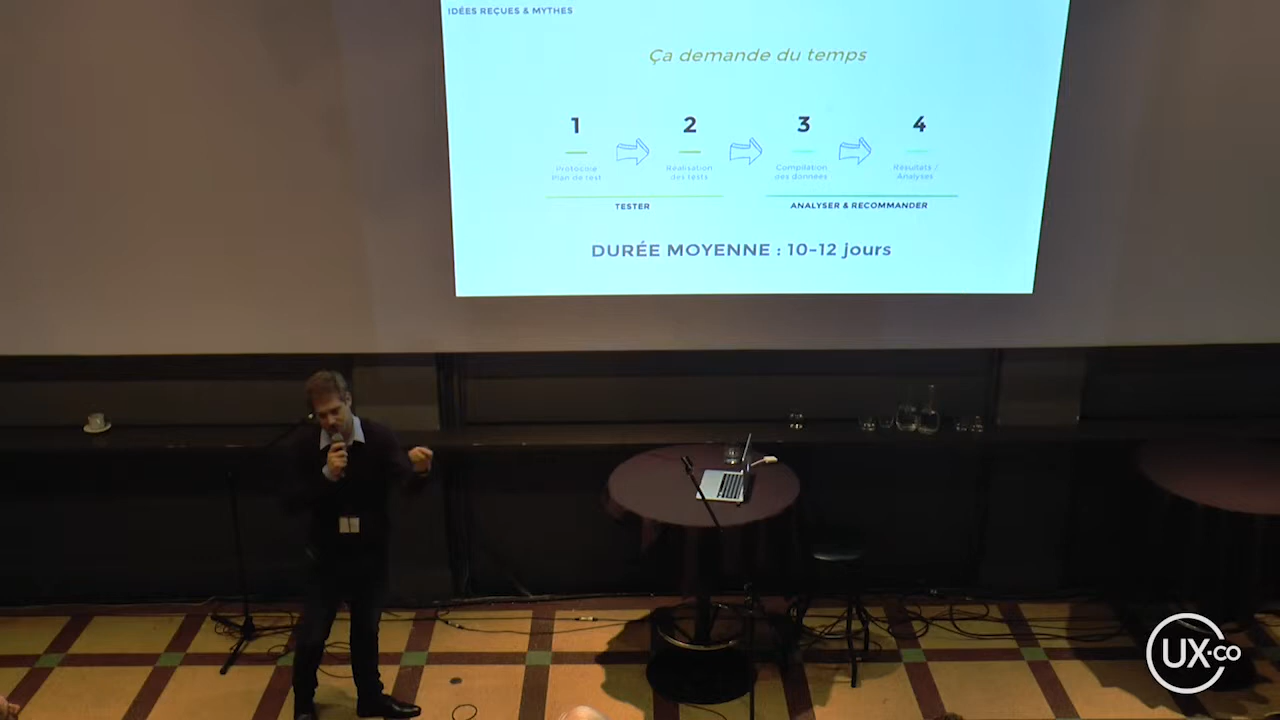 IDÉES REÇUES & MYTHES
Ça demande du temps
1
2
3
4
Protocole
Plan de test
Réalisation
des tests
Compilation
des données
Résultats /
Analyses
TESTER
ANALYSER & RECOMMANDER
DURÉE MOYENNE : 10-12 jours
UX-co